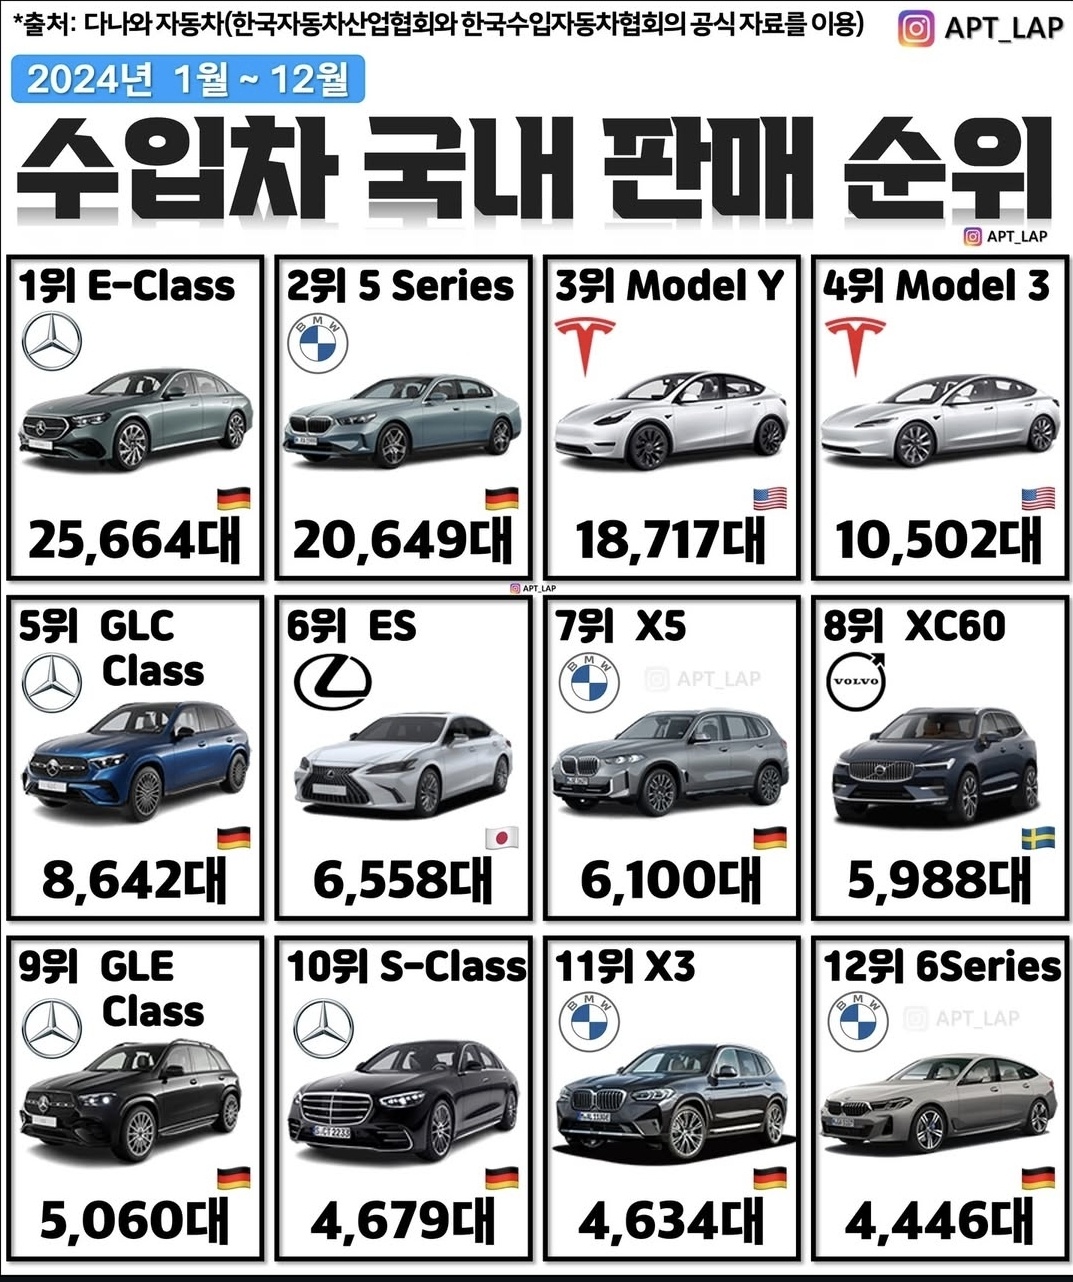 *출처: 다나와 자동차(한국자동차산업협회와 한국수입자동차협회의 공식 자료를 이용)
APT_LAP
2024년 1월 ~ 12월
수입차 국내 판매 순위
APT_LAP
1위 E-Class
25,664대
2위 5 Series
BMW
20,649대
3위 Model Y
18,717대
4위 Model 3
10,502대
APT_LAP
5위 GLC
Class
8,642대
6위 ES
6,558대
7위 X5
BMW
APT_LAP
6,100대
8위 XC60
VOLVO
5,988대
9위 GLE
Class
5,060대
10위 S-Class
S·CT 2233
4,679대
11위 X3
BMW
4,634대
12위 6Series
BMW
APT_LAP
4,446대